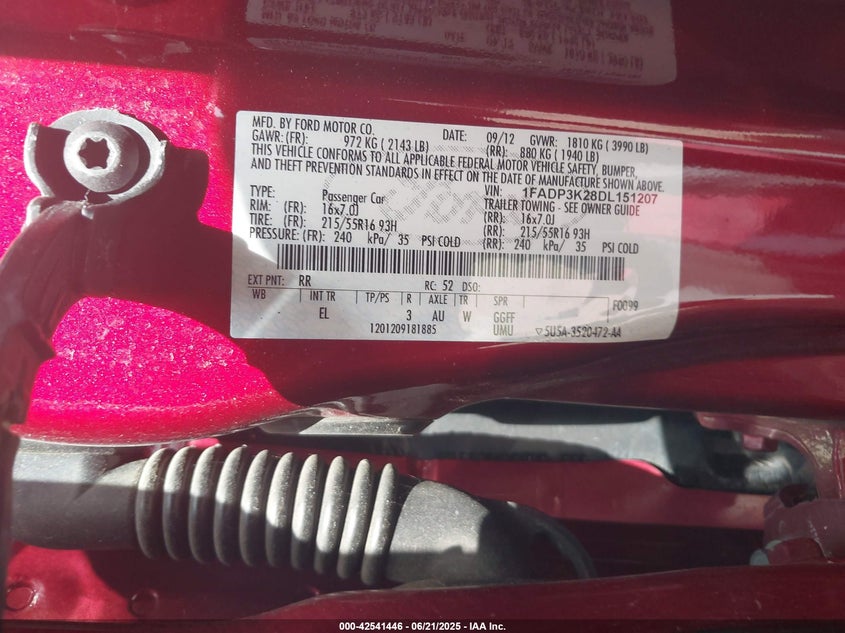 MFD. BY FORD MOTOR CO. DATE: 09/12 GVWR: 1810 KG ( 3990 LB)
GAWR: (FR): 972 KG ( 2143 LB) (RR): 880 KG ( 1940 LB)
THIS VEHICLE CONFORMS TO ALL APPLICABLE FEDERAL MOTOR VEHICLE SAFETY, BUMPER,
AND THEFT PREVENTION STANDARDS IN EFFECT ON THE DATE OF MANUFACTURE SHOWN ABOVE.
VIN: 1FADP3K28DL151207
TYPE: Passenger Car TRAILER TOWING - SEE OWNER GUIDE
RIM: (FR): 16x7.0J (RR): 16x7.0J
TIRE: (FR): 215/55R16 93H (RR): 215/55R16 93H
PRESSURE: (FR): 240 kPa/ 35 PSI COLD (RR): 240 kPa/ 35 PSI COLD
EXT PNT: RR RC: 52 DSO: F0099
WB INT TR TP/PS R AXLE TR SPR
EL 3 AU W GGFF
1201209181885 UMU ▽5U5A-3520472-AA
000-42541446 - 06/21/2025 - IAA Inc.